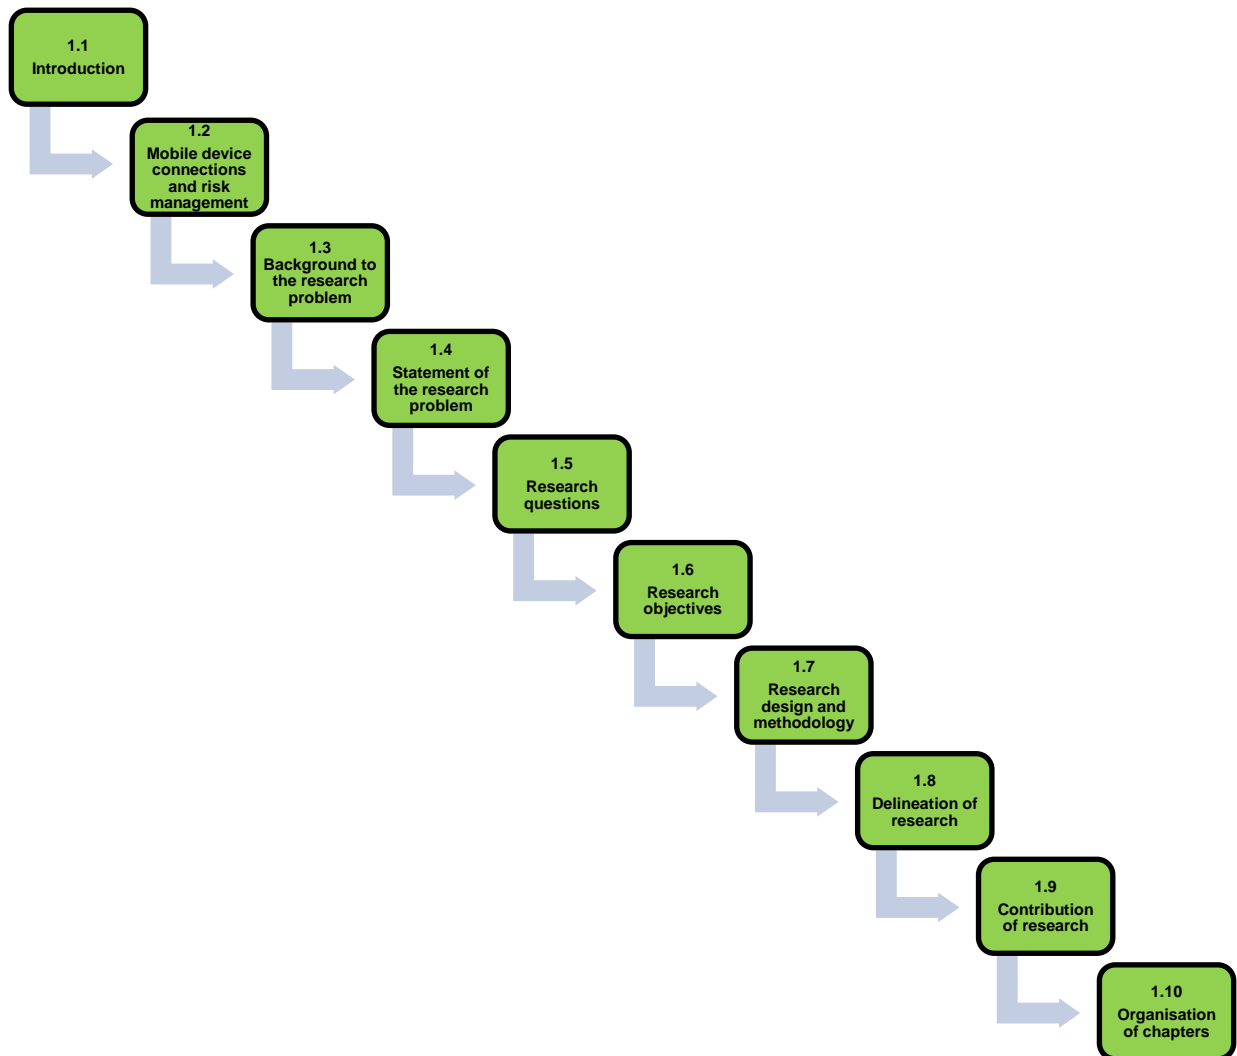 1.1
Introduction
1.2
Mobile device
connections
and risk
management
1.3
Background to
the research
problem
1.4
Statement of
the research
problem
1.5
Research
questions
1.6
Research
objectives
1.7
Research
design and
methodology
1.8
Delineation of
research
1.9
Contribution
of research
1.10
Organisation
of chapters